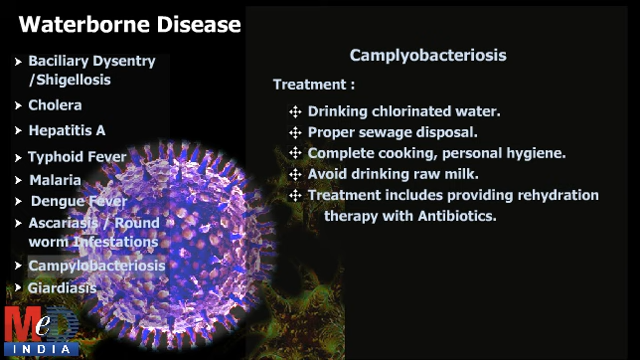 Waterborne Disease
Baciliary Dysentry
/Shigellosis
Cholera
Hepatitis A
Typhoid Fever
Malaria
Dengue Fever
Ascariasis / Round
worm Infestations
Campylobacteriosis
Giardiasis
MeD
INDIA
Camplyobacteriosis
Treatment :
Drinking chlorinated water.
Proper sewage disposal.
Complete cooking, personal hygiene.
Avoid drinking raw milk.
Treatment includes providing rehydration
therapy with Antibiotics.